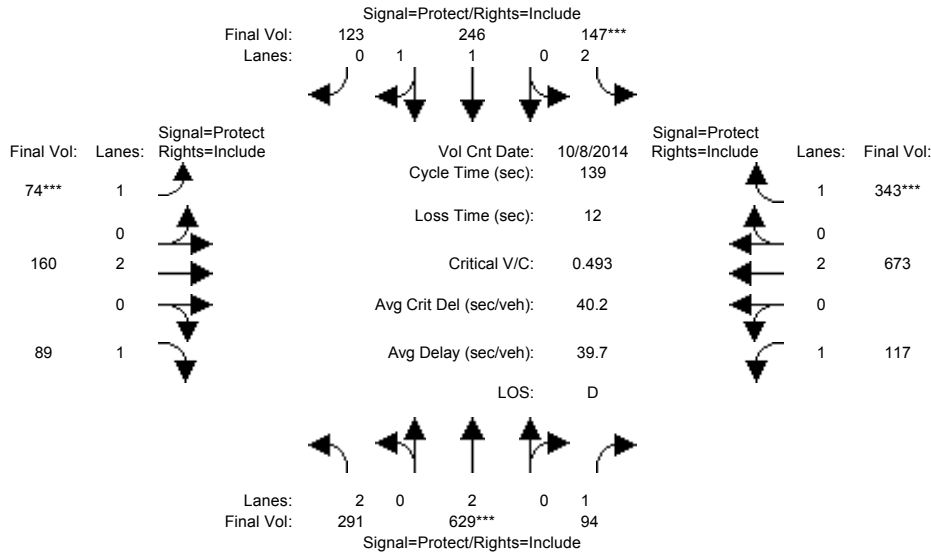 Signal=Protect/Rights=Include
Final Vol: 123 246 147***
Lanes: 0 1 1 0 2
Signal=Protect Signal=Protect
Final Vol: Lanes: Rights=Include Vol Cnt Date: 10/8/2014 Rights=Include Lanes: Final Vol:
Cycle Time (sec): 139
74*** 1 1 343***
Loss Time (sec): 12
0 0
160 2 Critical V/C: 0.493 2 673
0 Avg Crit Del (sec/veh): 40.2 0
89 1 Avg Delay (sec/veh): 39.7 1 117
LOS: D
Lanes: 2 0 2 0 1
Final Vol: 291 629*** 94
Signal=Protect/Rights=Include